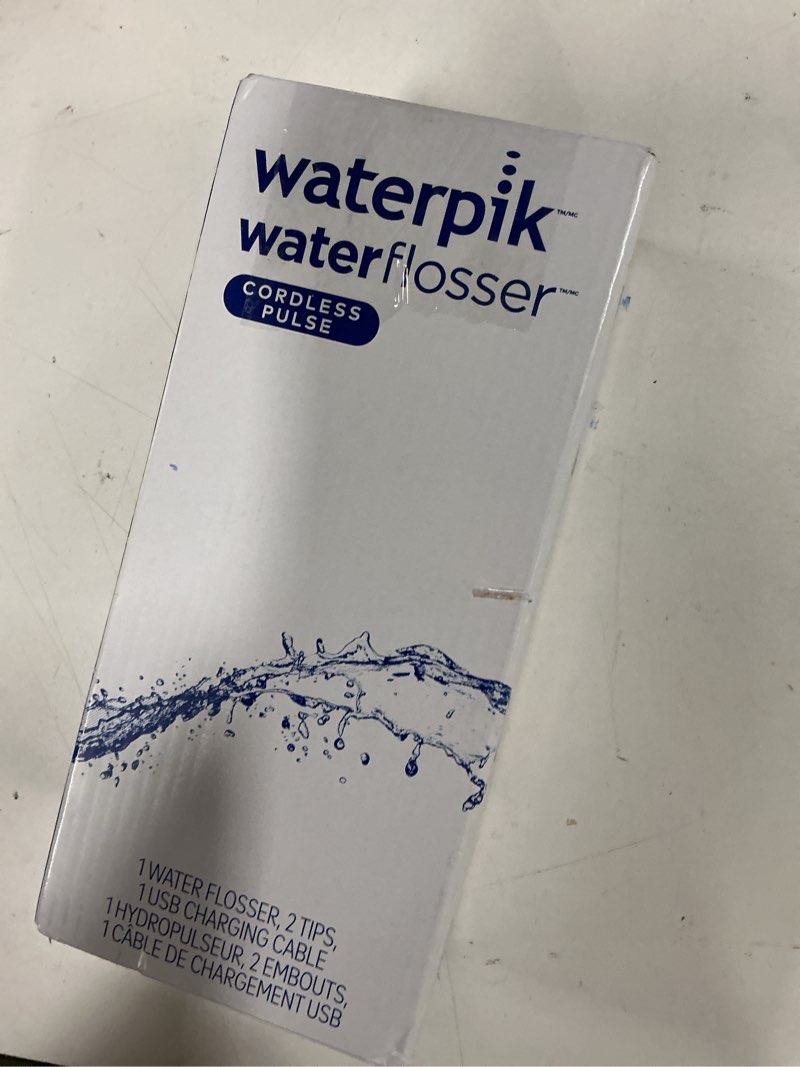 waterpik™/MC
waterflosser™/MC
CORDLESS
PULSE
1 WATER FLOSSER, 2 TIPS,
1 USB CHARGING CABLE
1 HYDROPULSEUR, 2 EMBOUTS,
1 CÂBLE DE CHARGEMENT USB